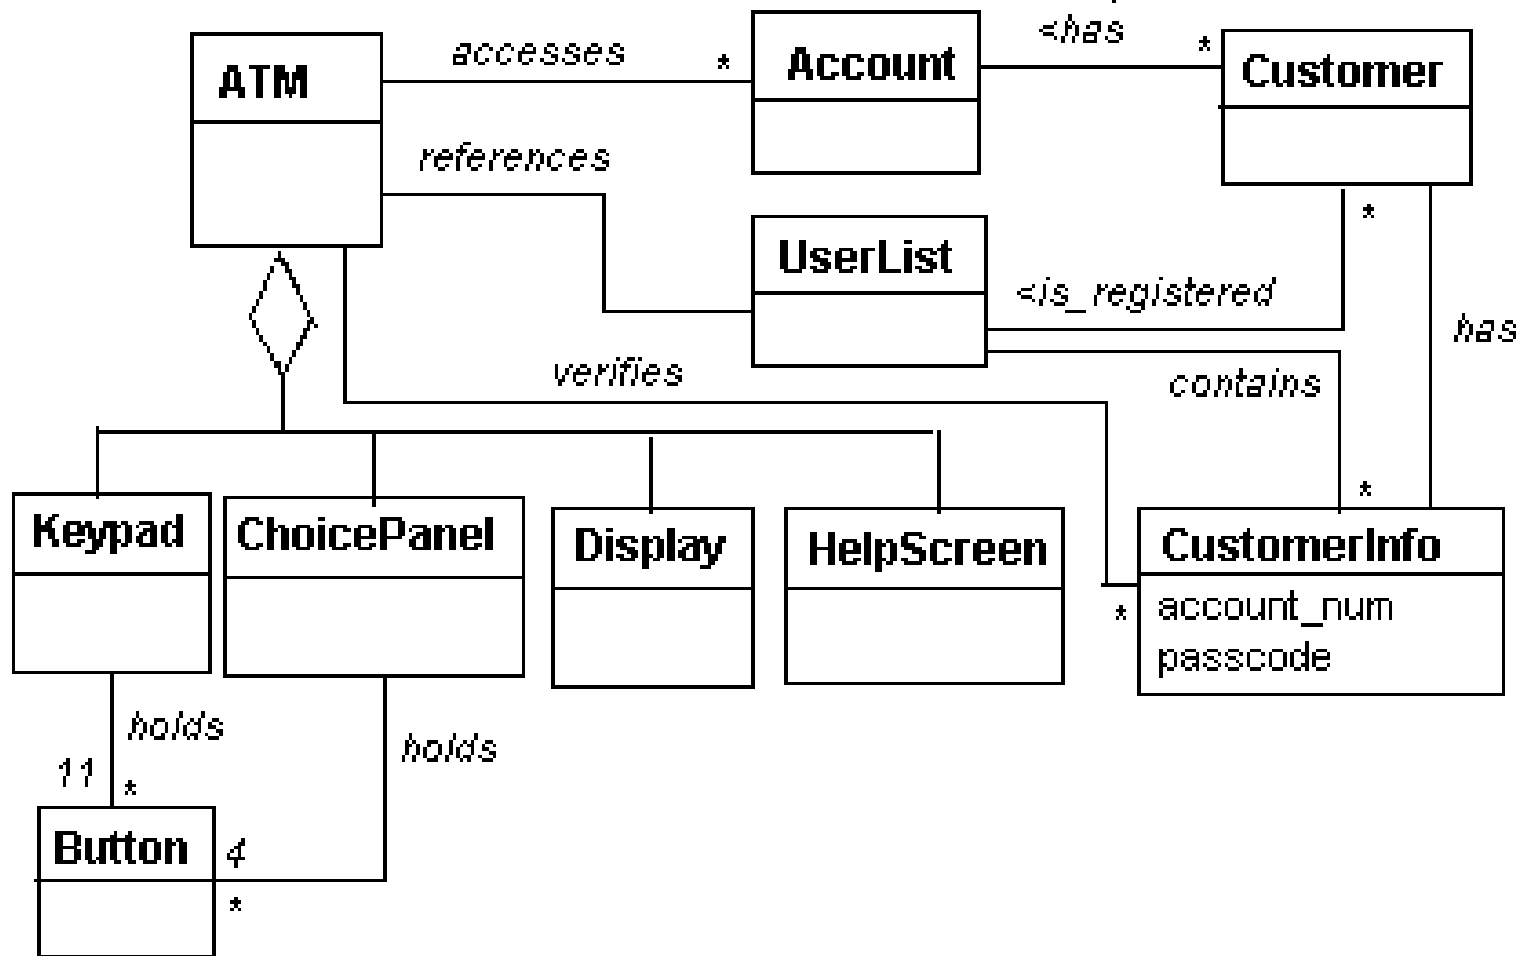 <has
accesses
*
*
ATM
Account
Customer
references
*
UserList
<is_registered
has
verifies
contains
*
Keypad
ChoicePanel
Display
HelpScreen
CustomerInfo
*
account_num
passcode
holds
holds
11
*
Button
4
*